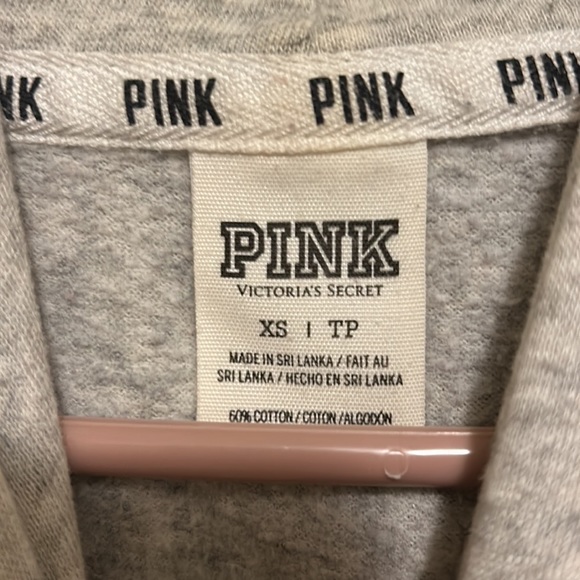 NK PINK PINK PINK
PINK
VICTORIA'S SECRET
XS | TP
MADE IN SRI LANKA / FAIT AU
SRI LANKA / HECHO EN SRI LANKA
60% COTTON / COTON /ALGODÓN